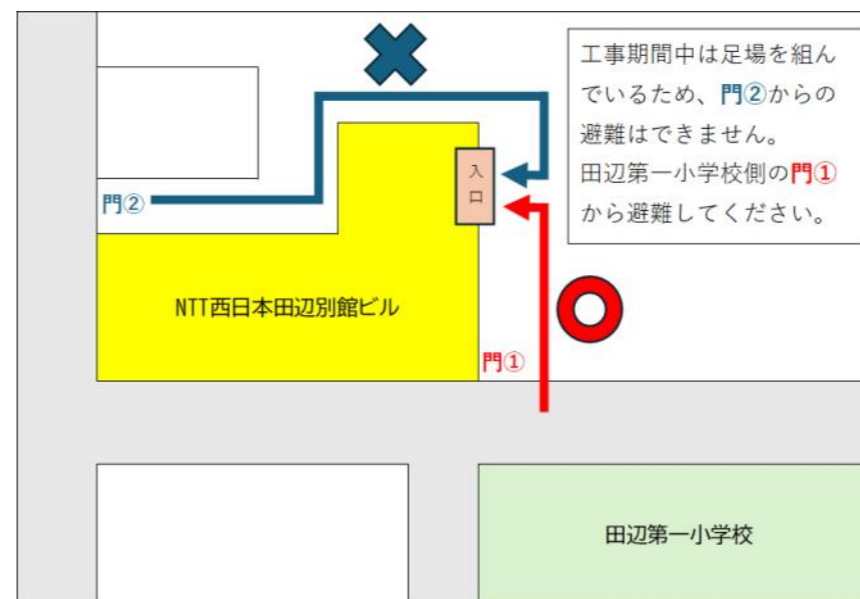 工事期間中は足場を組ん
でいるため、門②からの
避難はできません。
田辺第一小学校側の門①
から避難してください。
入口
門②
NTT西日本田辺別館ビル
門①
田辺第一小学校